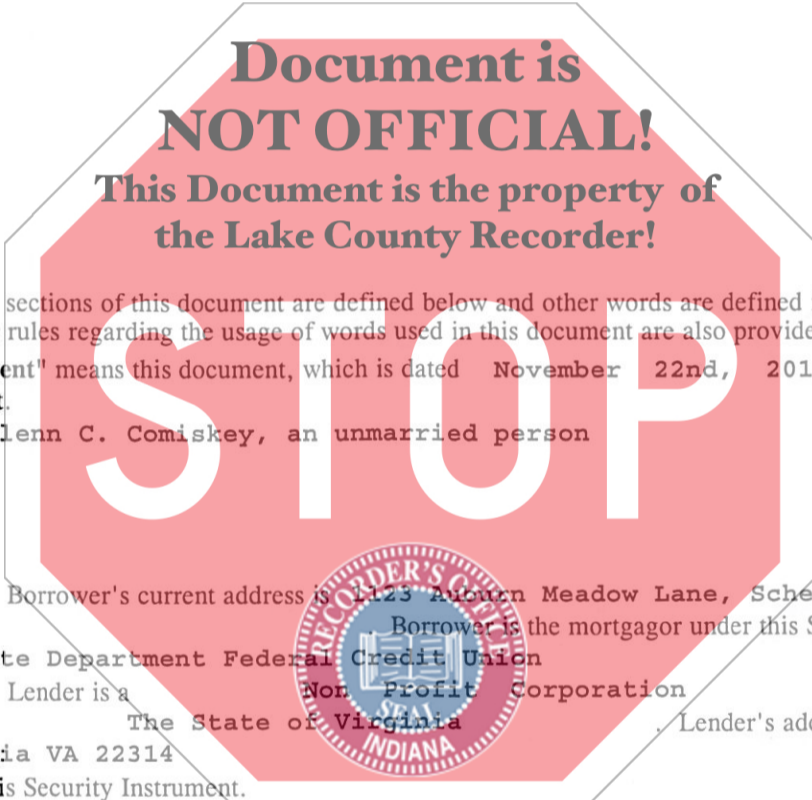 Document is
NOT OFFICIAL!
This Document is the property of
the Lake County Recorder!
sections of this document are defined below and other words are defined
rules regarding the usage of words used in this document are also provide
ent" means this document, which is dated November 22nd, 201
t.
lenn C. Comiskey, an unmarried person
STOP
Borrower's current address is 1123 Auburn Meadow Lane, Sche
. Borrower is the mortgagor under this S
te Department Federal Credit Union
Lender is a Non Profit Corporation
The State of Virginia . Lender's add
ia VA 22314
is Security Instrument.
RECORDER'S OFFICE
SEAL
INDIANA